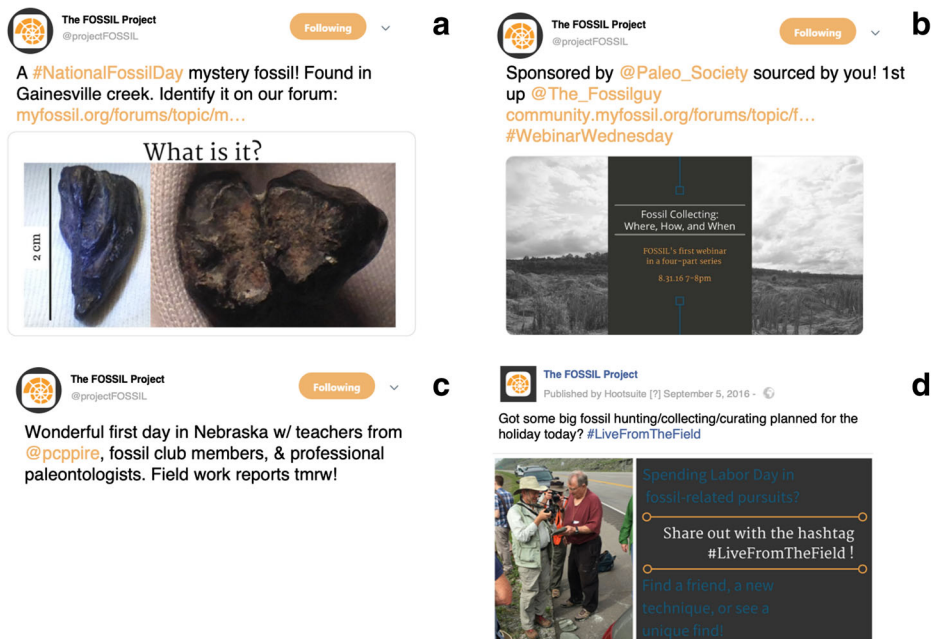 The FOSSIL Project
@projectFOSSIL
Following
a
A #NationalFossilDay mystery fossil! Found in
Gainesville creek. Identify it on our forum:
myfossil.org/forums/topic/m...
What is it?
2 cm
The FOSSIL Project
@projectFOSSIL
Following
b
Sponsored by @Paleo_Society sourced by you! 1st
up @The_Fossilguy
community.myfossil.org/forums/topic/f...
#WebinarWednesday
Fossil Collecting:
Where, How, and When
FOSSIL's first webinar
in a four-part series
8.31.16 7-8pm
The FOSSIL Project
@projectFOSSIL
Following
c
Wonderful first day in Nebraska w/ teachers from
@pcppire, fossil club members, & professional
paleontologists. Field work reports tmrw!
The FOSSIL Project
d
Published by Hootsuite [?] September 5, 2016 -
Got some big fossil hunting/collecting/curating planned for the
holiday today? #LiveFromTheField
Spending Labor Day in
fossil-related pursuits?
Share out with the hashtag
#LiveFromTheField !
Find a friend, a new
technique, or see a
unique find!